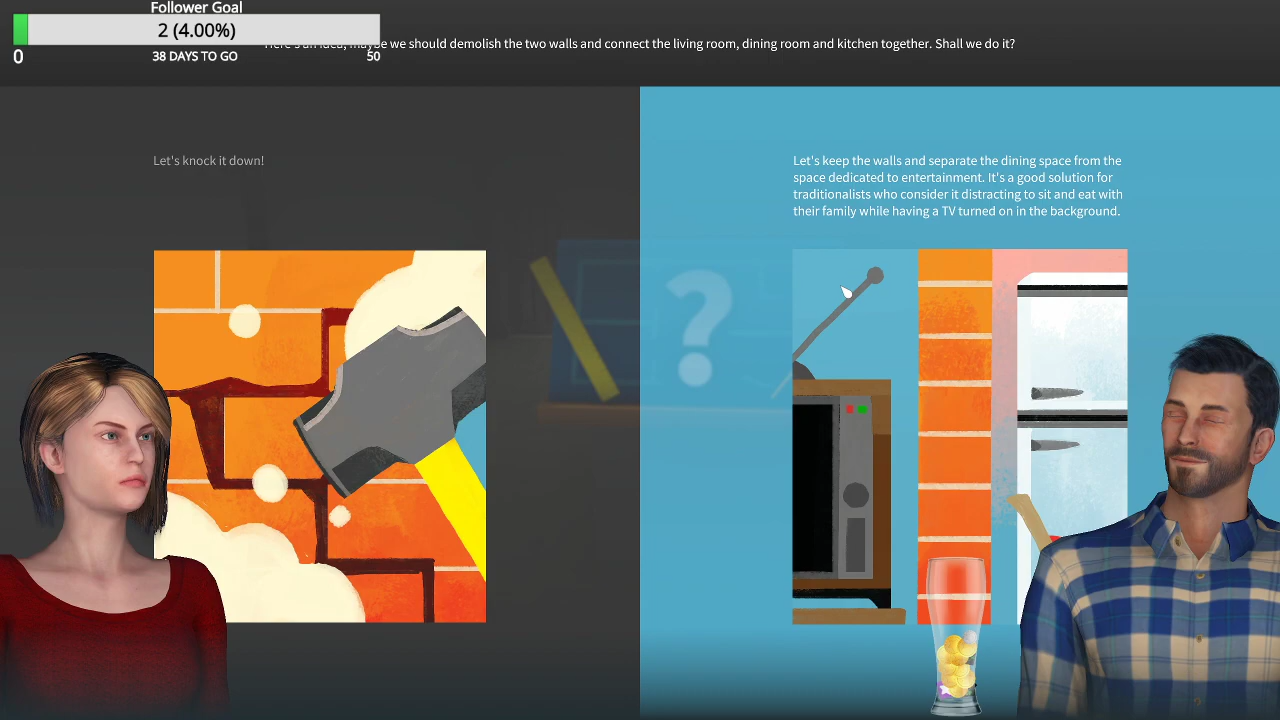 Follower Goal
2 (4.00%)
Here's an idea, maybe we should demolish the two walls and connect the living room, dining room and kitchen together. Shall we do it?
0
38 DAYS TO GO
50
Let's knock it down!
Let's keep the walls and separate the dining space from the
space dedicated to entertainment. It's a good solution for
traditionalists who consider it distracting to sit and eat with
their family while having a TV turned on in the background.
?